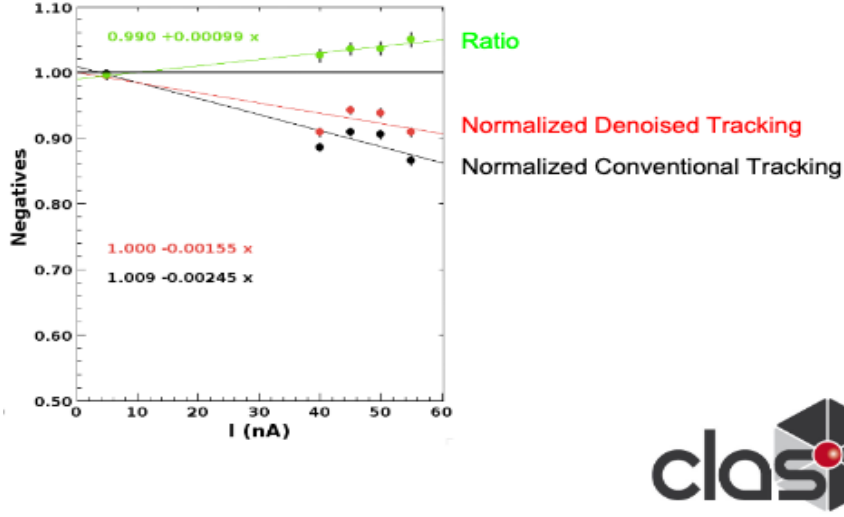 1.10
0.990 +0.00099 x
Ratio
1.00
Normalized Denoised Tracking
0.90
Normalized Conventional Tracking
0.80
Negatives
1.000 -0.00155 x
0.70
1.009 -0.00245 x
0.60
0.50
0 10 20 30 40 50 60
I (nA)
clas